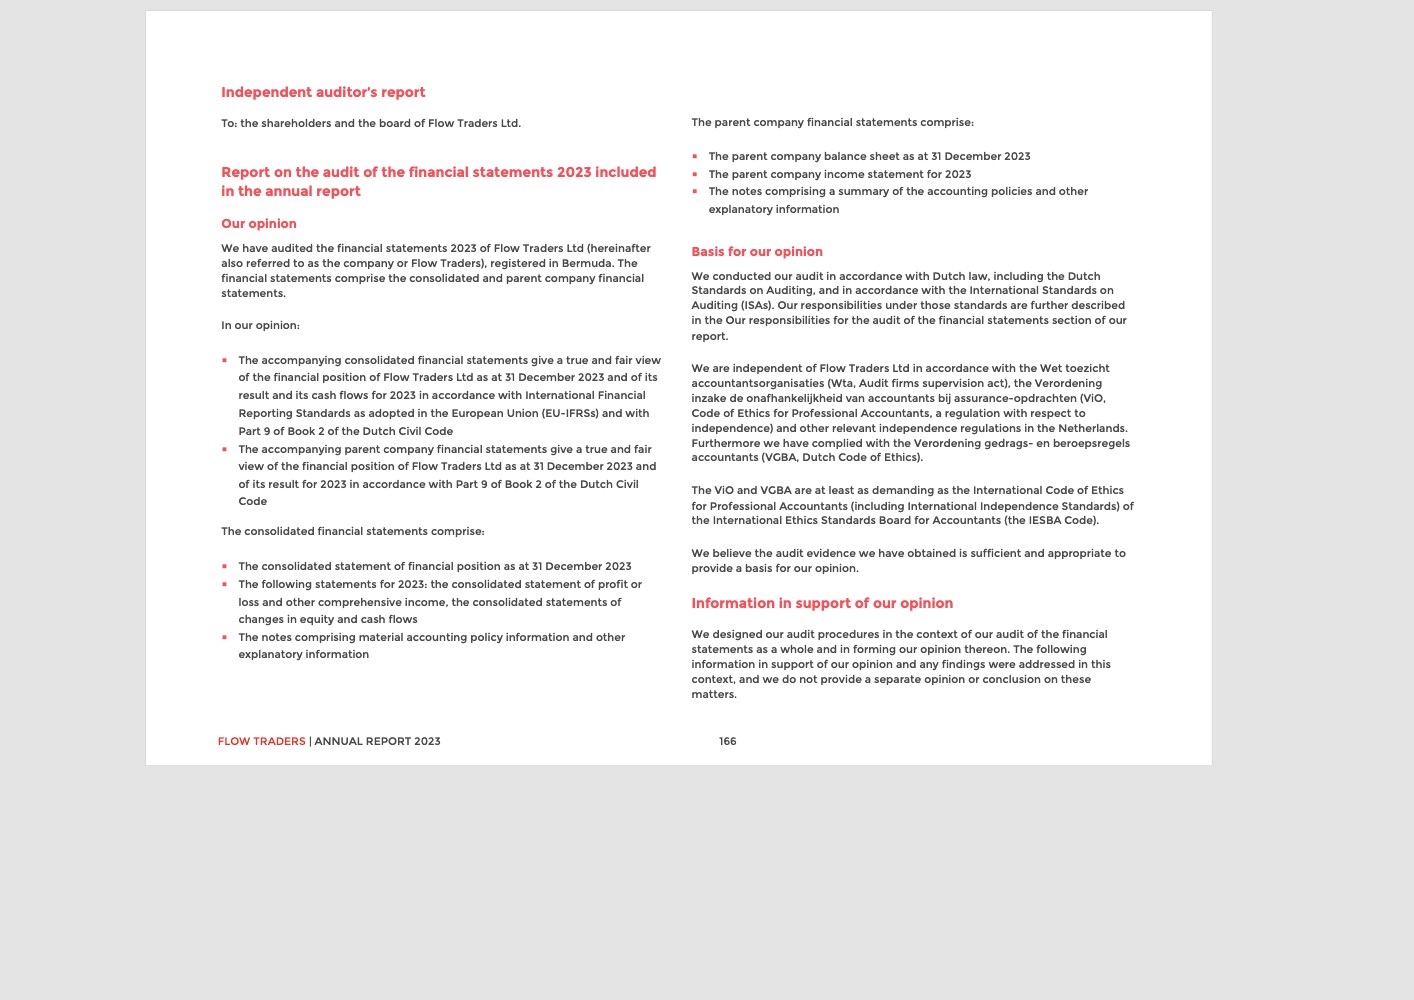 Independent auditor's report
To: the shareholders and the board of Flow Traders Ltd.
Report on the audit of the financial statements 2023 included
in the annual report
Our opinion
We have audited the financial statements 2023 of Flow Traders Ltd (hereinafter
also referred to as the company or Flow Traders), registered in Bermuda. The
financial statements comprise the consolidated and parent company financial
statements.
In our opinion:
▪ The accompanying consolidated financial statements give a true and fair view
of the financial position of Flow Traders Ltd as at 31 December 2023 and of its
result and its cash flows for 2023 in accordance with International Financial
Reporting Standards as adopted in the European Union (EU-IFRSs) and with
Part 9 of Book 2 of the Dutch Civil Code
▪ The accompanying parent company financial statements give a true and fair
view of the financial position of Flow Traders Ltd as at 31 December 2023 and
of its result for 2023 in accordance with Part 9 of Book 2 of the Dutch Civil
Code
The consolidated financial statements comprise:
▪ The consolidated statement of financial position as at 31 December 2023
▪ The following statements for 2023: the consolidated statement of profit or
loss and other comprehensive income, the consolidated statements of
changes in equity and cash flows
▪ The notes comprising material accounting policy information and other
explanatory information
The parent company financial statements comprise:
▪ The parent company balance sheet as at 31 December 2023
▪ The parent company income statement for 2023
▪ The notes comprising a summary of the accounting policies and other
explanatory information
Basis for our opinion
We conducted our audit in accordance with Dutch law, including the Dutch
Standards on Auditing, and in accordance with the International Standards on
Auditing (ISAs). Our responsibilities under those standards are further described
in the Our responsibilities for the audit of the financial statements section of our
report.
We are independent of Flow Traders Ltd in accordance with the Wet toezicht
accountantsorganisaties (Wta, Audit firms supervision act), the Verordening
inzake de onafhankelijkheid van accountants bij assurance-opdrachten (ViO,
Code of Ethics for Professional Accountants, a regulation with respect to
independence) and other relevant independence regulations in the Netherlands.
Furthermore we have complied with the Verordening gedrags- en beroepsregels
accountants (VGBA, Dutch Code of Ethics).
The ViO and VGBA are at least as demanding as the International Code of Ethics
for Professional Accountants (including International Independence Standards) of
the International Ethics Standards Board for Accountants (the IESBA Code).
We believe the audit evidence we have obtained is sufficient and appropriate to
provide a basis for our opinion.
Information in support of our opinion
We designed our audit procedures in the context of our audit of the financial
statements as a whole and in forming our opinion thereon. The following
information in support of our opinion and any findings were addressed in this
context, and we do not provide a separate opinion or conclusion on these
matters.
FLOW TRADERS | ANNUAL REPORT 2023
166